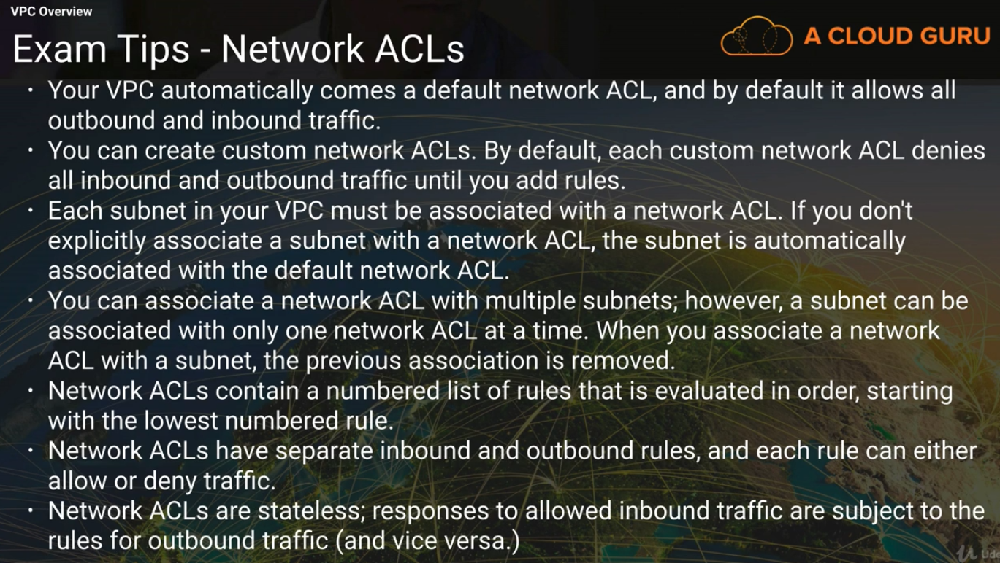 VPC Overview
Exam Tips - Network ACLs
A CLOUD GURU
• Your VPC automatically comes a default network ACL, and by default it allows all
outbound and inbound traffic.
• You can create custom network ACLs. By default, each custom network ACL denies
all inbound and outbound traffic until you add rules.
• Each subnet in your VPC must be associated with a network ACL. If you don't
explicitly associate a subnet with a network ACL, the subnet is automatically
associated with the default network ACL.
• You can associate a network ACL with multiple subnets; however, a subnet can be
associated with only one network ACL at a time. When you associate a network
ACL with a subnet, the previous association is removed.
• Network ACLs contain a numbered list of rules that is evaluated in order, starting
with the lowest numbered rule.
• Network ACLs have separate inbound and outbound rules, and each rule can either
allow or deny traffic.
• Network ACLs are stateless; responses to allowed inbound traffic are subject to the
rules for outbound traffic (and vice versa.)